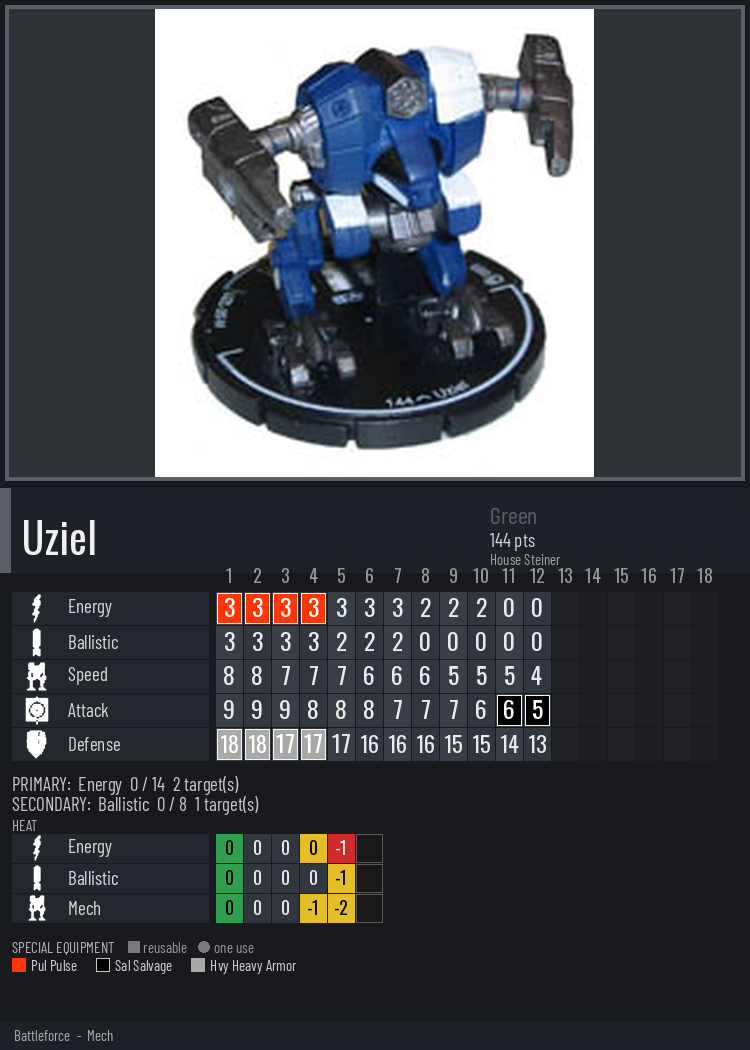 144 Uziel
Uziel
Green
144 pts
House Steiner
1 2 3 4 5 6 7 8 9 10 11 12 13 14 15 16 17 18
Energy 3 3 3 3 3 3 3 2 2 2 0 0
Ballistic 3 3 3 3 2 2 2 0 0 0 0 0
Speed 8 8 7 7 7 6 6 6 5 5 5 4
Attack 9 9 9 8 8 8 7 7 7 6 6 5
Defense 18 18 17 17 17 16 16 16 15 15 14 13
PRIMARY: Energy 0 / 14 2 target(s)
SECONDARY: Ballistic 0 / 8 1 target(s)
HEAT
Energy 0 0 0 0 -1
Ballistic 0 0 0 0 -1
Mech 0 0 0 -1 -2
SPECIAL EQUIPMENT reusable one use
Pul Pulse Sal Salvage Hvy Heavy Armor
Battleforce - Mech